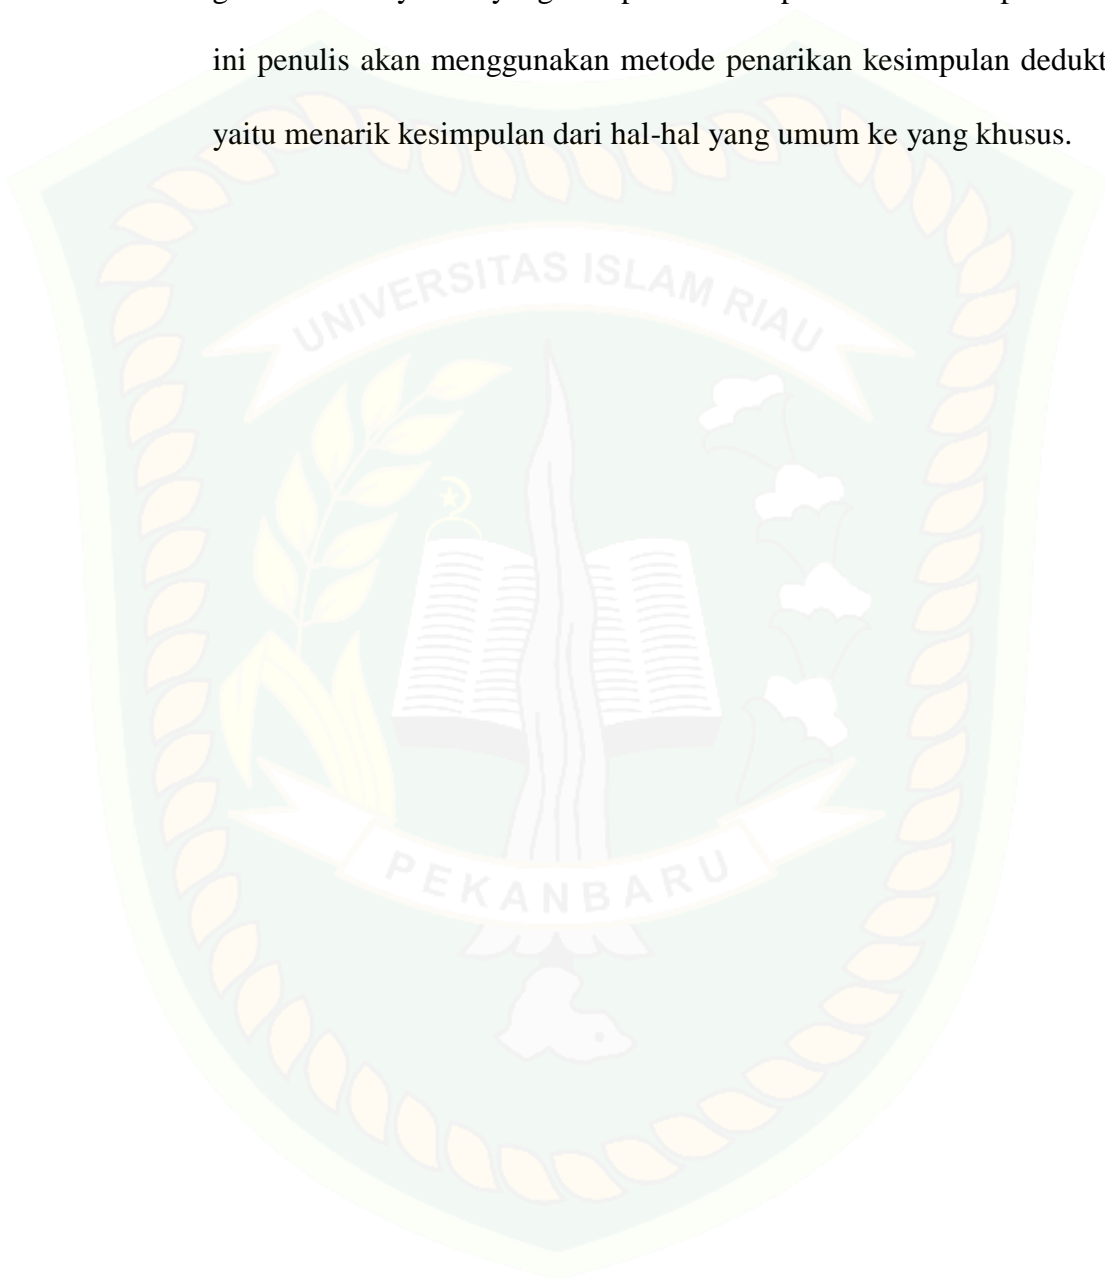 ini penulis akan menggunakan metode penarikan kesimpulan dedukt
yaitu menarik kesimpulan dari hal-hal yang umum ke yang khusus.
UNIVERSITAS ISLAM RIAU
PEKANBARU